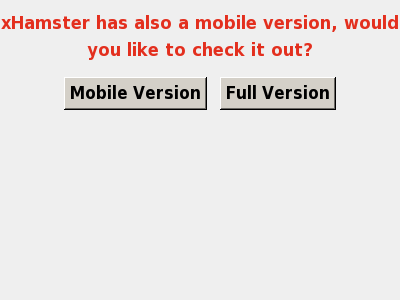 xHamster has also a mobile version, would
you like to check it out?
Mobile Version Full Version